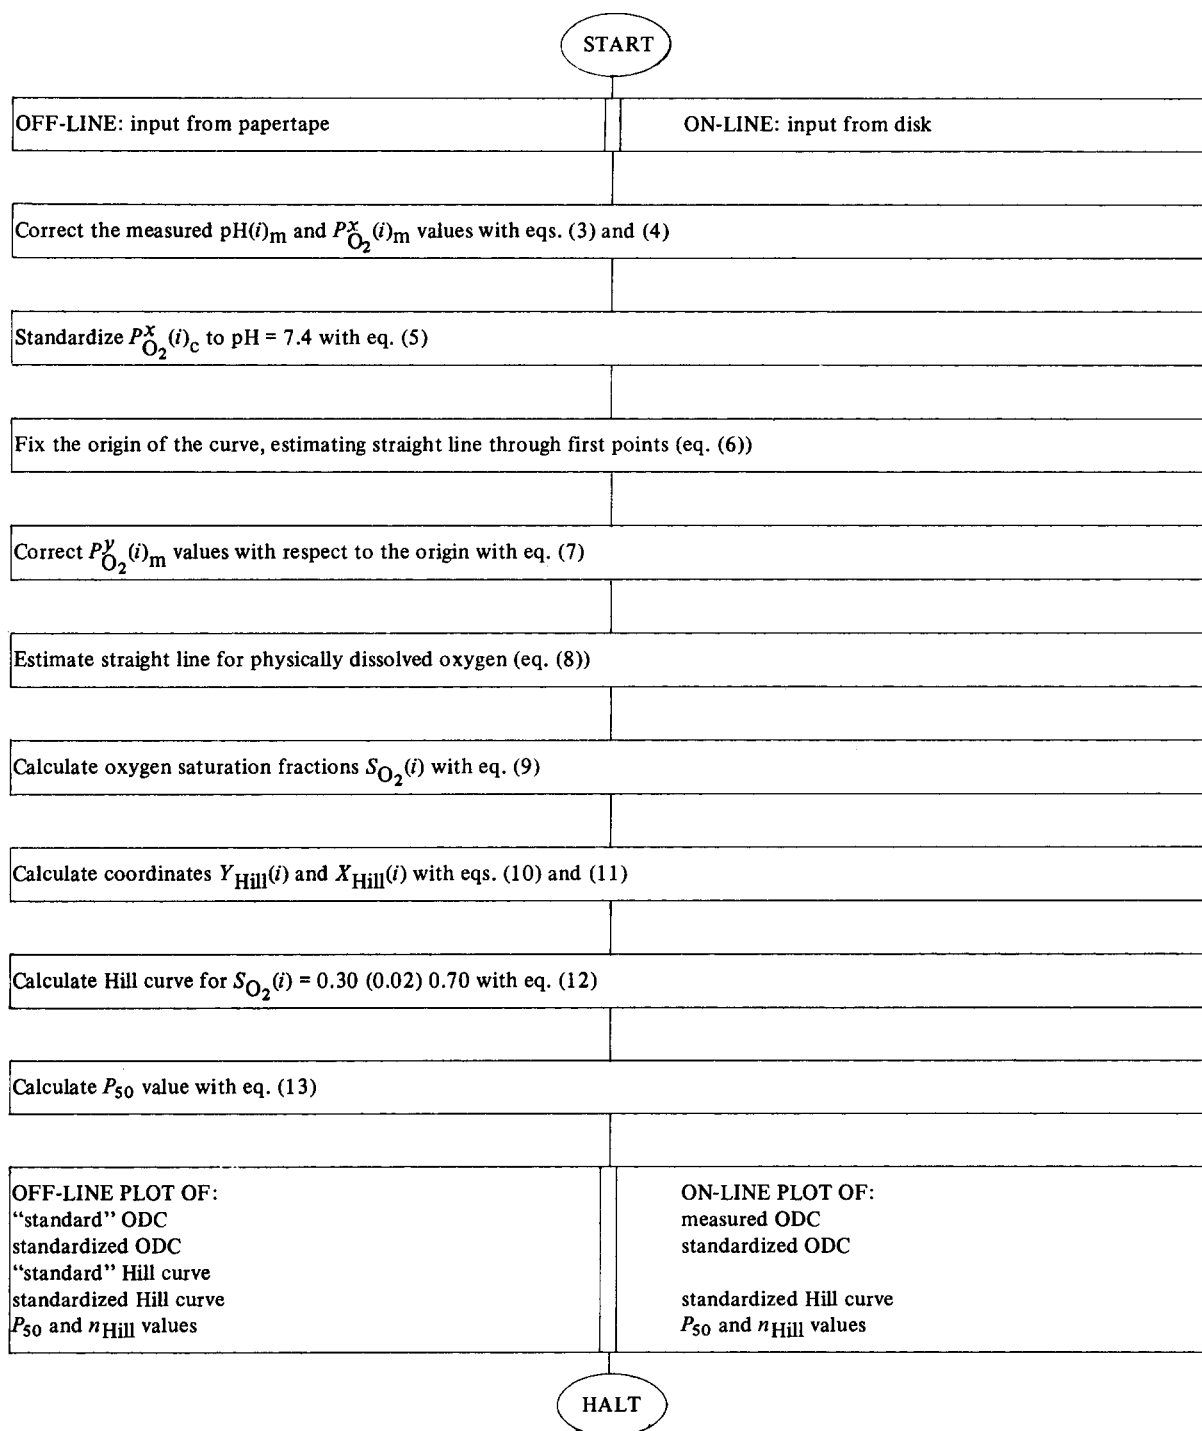 START
OFF-LINE: input from papertape
ON-LINE: input from disk
Correct the measured pH(i)m and PˣO₂(i)m values with eqs. (3) and (4)
Standardize PˣO₂(i)c to pH = 7.4 with eq. (5)
Fix the origin of the curve, estimating straight line through first points (eq. (6))
Correct PʸO₂(i)m values with respect to the origin with eq. (7)
Estimate straight line for physically dissolved oxygen (eq. (8))
Calculate oxygen saturation fractions SO₂(i) with eq. (9)
Calculate coordinates YHill(i) and XHill(i) with eqs. (10) and (11)
Calculate Hill curve for SO₂(i) = 0.30 (0.02) 0.70 with eq. (12)
Calculate P₅₀ value with eq. (13)
OFF-LINE PLOT OF:
“standard” ODC
standardized ODC
“standard” Hill curve
standardized Hill curve
P₅₀ and nHill values
ON-LINE PLOT OF:
measured ODC
standardized ODC
standardized Hill curve
P₅₀ and nHill values
HALT